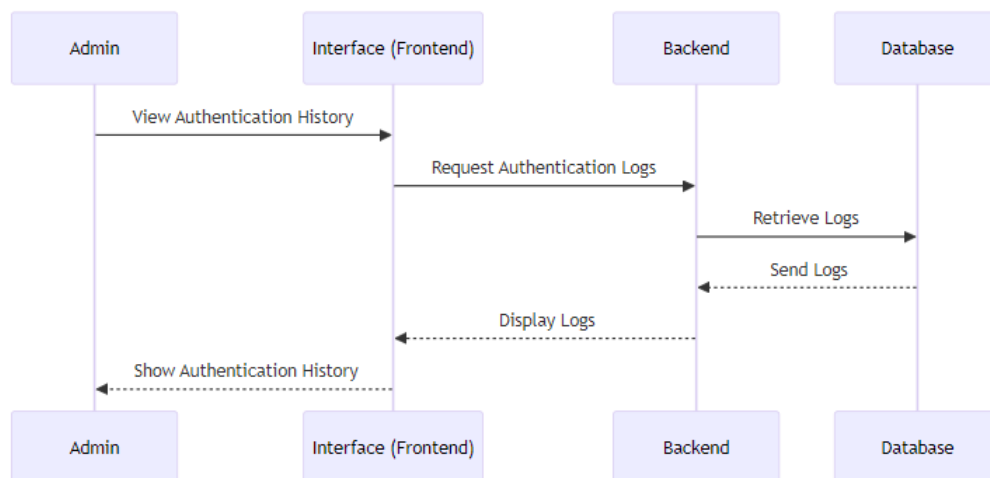 Admin
Interface (Frontend)
Backend
Database
View Authentication History
Request Authentication Logs
Retrieve Logs
Send Logs
Display Logs
Show Authentication History
Admin
Interface (Frontend)
Backend
Database